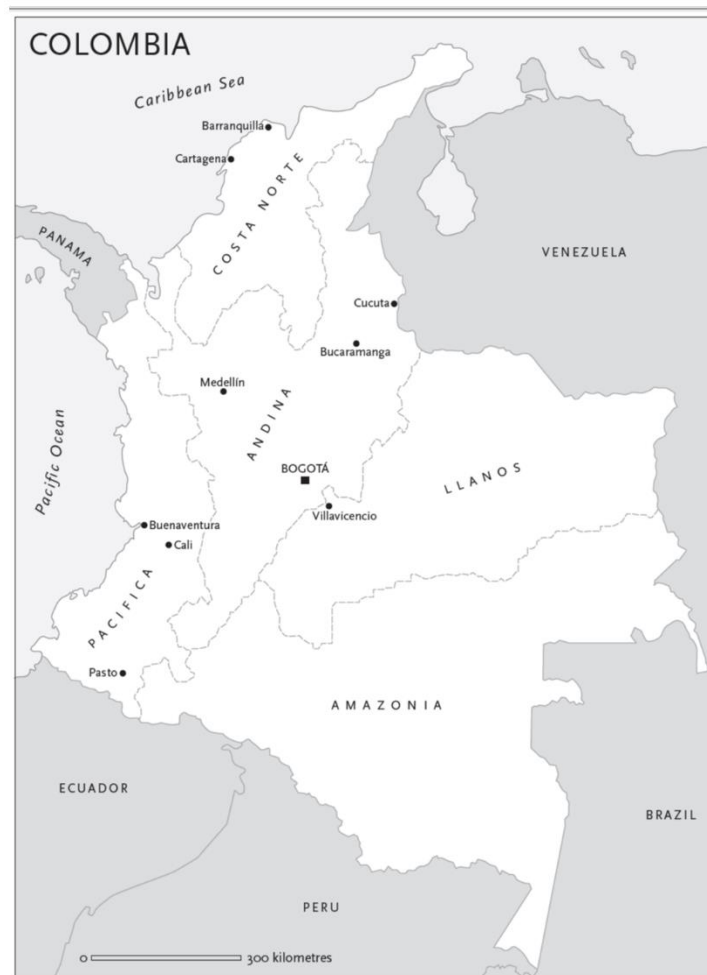 COLOMBIA
Caribbean Sea
Barranquilla
Cartagena
COSTA NORTE
PANAMA
VENEZUELA
Cucuta
Bucaramanga
Medellín
ANDINA
Pacific Ocean
BOGOTÁ
LLANOS
Villavicencio
Buenaventura
Cali
PACIFICA
Pasto
AMAZONIA
ECUADOR
BRAZIL
PERU
0 300 kilometres